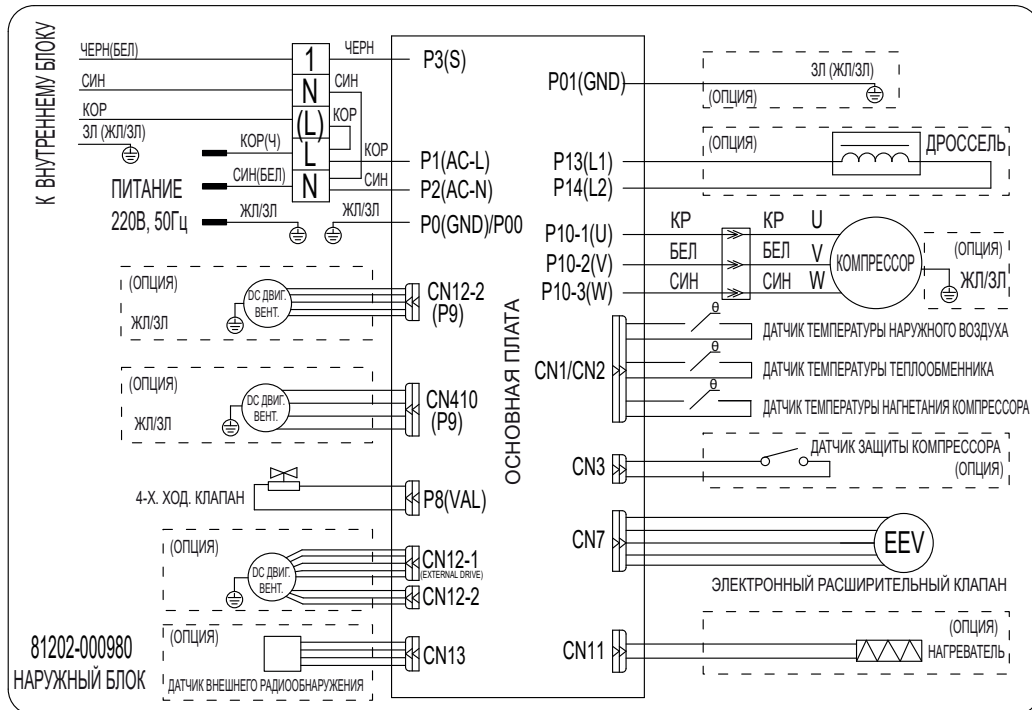 К ВНУТРЕННЕМУ БЛОКУ
ЧЕРН(БЕЛ)
СИН
КОР
ЗЛ (ЖЛ/ЗЛ)
1
N
(L)
L
N
ЧЕРН
СИН
КОР
КОР
СИН
КОР(Ч)
СИН(БЕЛ)
ПИТАНИЕ
220В, 50Гц
ЖЛ/ЗЛ
ЖЛ/ЗЛ
P3(S)
P1(AC-L)
P2(AC-N)
P0(GND)/P00
(ОПЦИЯ)
DC ДВИГ.
ВЕНТ.
ЖЛ/ЗЛ
CN12-2
(P9)
(ОПЦИЯ)
DC ДВИГ.
ВЕНТ.
ЖЛ/ЗЛ
CN410
(P9)
4-Х. ХОД. КЛАПАН
P8(VAL)
(ОПЦИЯ)
DC ДВИГ.
ВЕНТ.
CN12-1
(EXTERNAL DRIVE)
CN12-2
(ОПЦИЯ)
CN13
ДАТЧИК ВНЕШНЕГО РАДИООБНАРУЖЕНИЯ
81202-000980
НАРУЖНЫЙ БЛОК
ОСНОВНАЯ ПЛАТА
P01(GND)
ЗЛ (ЖЛ/ЗЛ)
(ОПЦИЯ)
P13(L1)
P14(L2)
(ОПЦИЯ)
ДРОССЕЛЬ
P10-1(U)
КР
КР
U
P10-2(V)
БЕЛ
БЕЛ
V
P10-3(W)
СИН
СИН
W
КОМПРЕССОР
(ОПЦИЯ)
ЖЛ/ЗЛ
CN1/CN2
θ
ДАТЧИК ТЕМПЕРАТУРЫ НАРУЖНОГО ВОЗДУХА
θ
ДАТЧИК ТЕМПЕРАТУРЫ ТЕПЛООБМЕННИКА
θ
ДАТЧИК ТЕМПЕРАТУРЫ НАГНЕТАНИЯ КОМПРЕССОРА
CN3
ДАТЧИК ЗАЩИТЫ КОМПРЕССОРА
(ОПЦИЯ)
CN7
EEV
ЭЛЕКТРОННЫЙ РАСШИРИТЕЛЬНЫЙ КЛАПАН
CN11
(ОПЦИЯ)
НАГРЕВАТЕЛЬ